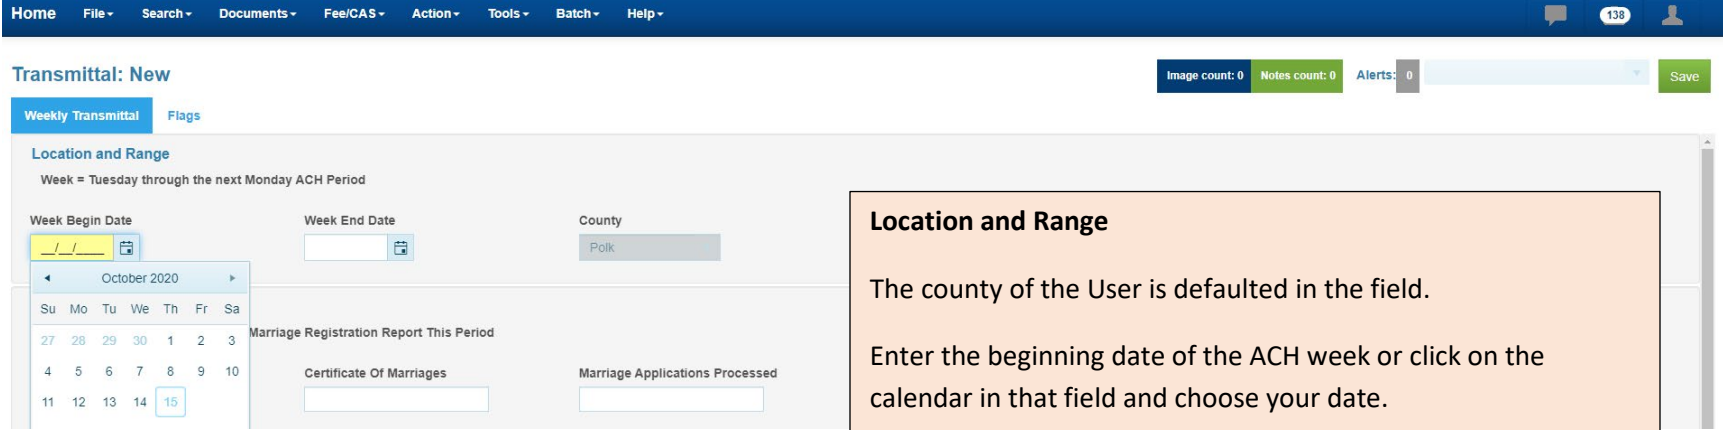 Home File Search Documents Fee/CAS Action Tools Batch Help 138
Transmittal: New Image count: 0 Notes count: 0 Alerts: 0 Save
Weekly Transmittal Flags
Location and Range
Week = Tuesday through the next Monday ACH Period
Week Begin Date Week End Date County
__/__/____ Polk
October 2020
Su Mo Tu We Th Fr Sa
27 28 29 30 1 2 3
4 5 6 7 8 9 10
11 12 13 14 15
Marriage Registration Report This Period
Certificate Of Marriages Marriage Applications Processed
Location and Range
The county of the User is defaulted in the field.
Enter the beginning date of the ACH week or click on the
calendar in that field and choose your date.